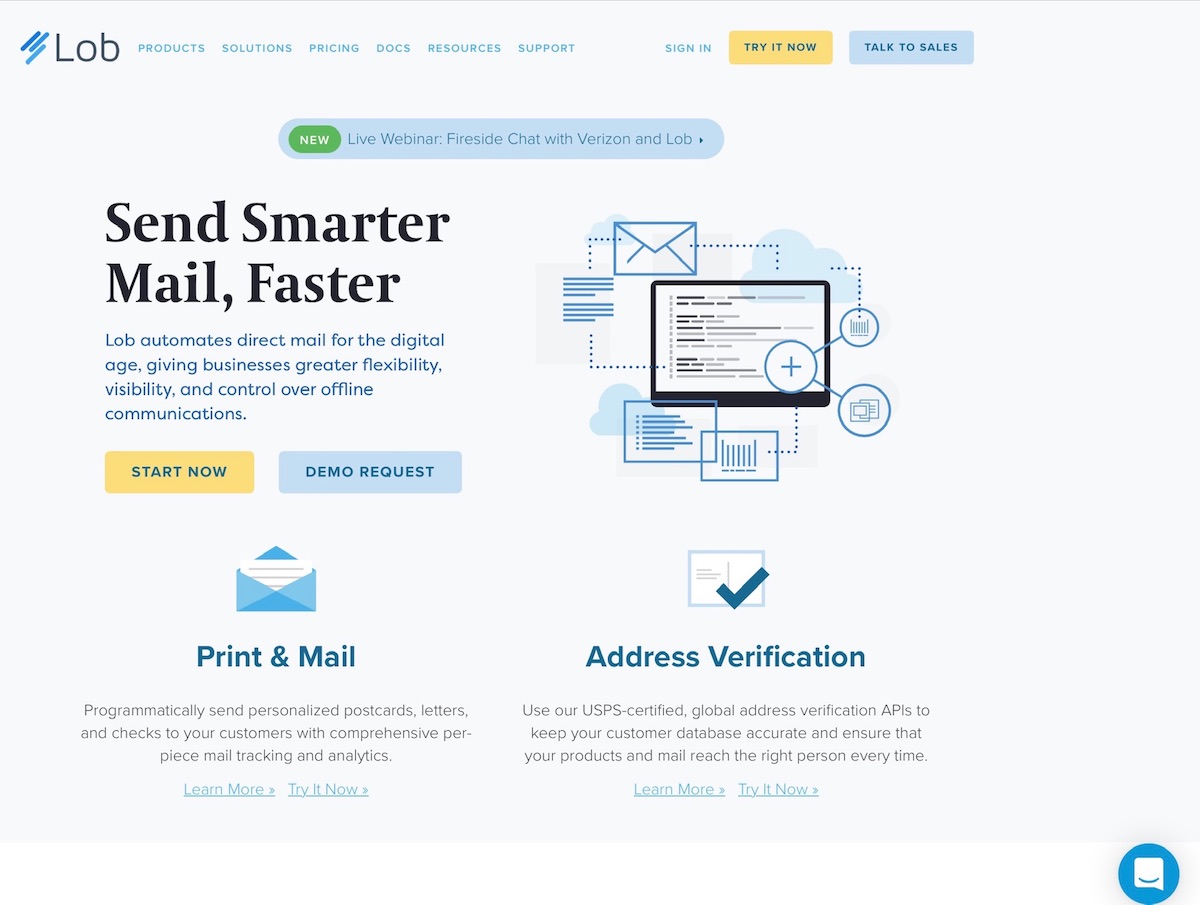 Lob PRODUCTS SOLUTIONS PRICING DOCS RESOURCES SUPPORT SIGN IN TRY IT NOW TALK TO SALES
NEW Live Webinar: Fireside Chat with Verizon and Lob
Send Smarter
Mail, Faster
Lob automates direct mail for the digital
age, giving businesses greater flexibility,
visibility, and control over offline
communications.
START NOW DEMO REQUEST
Print & Mail
Programmatically send personalized postcards, letters,
and checks to your customers with comprehensive per-
piece mail tracking and analytics.
Learn More » Try It Now »
Address Verification
Use our USPS-certified, global address verification APIs to
keep your customer database accurate and ensure that
your products and mail reach the right person every time.
Learn More » Try It Now »